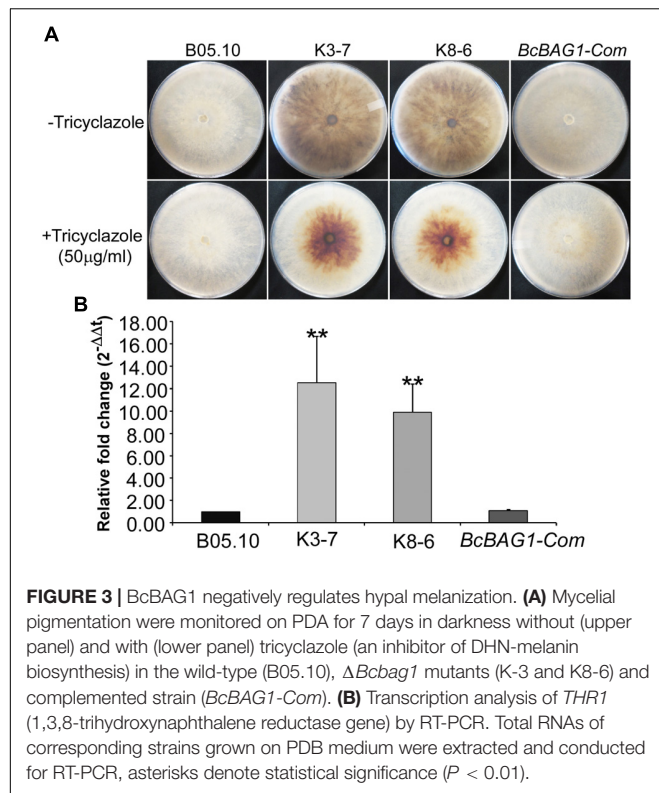 A
B05.10 K3-7 K8-6 BcBAG1-Com
-Tricyclazole
+Tricyclazole
(50µg/ml)
B
Relative fold change (2^-ΔΔt)
18.00
16.00
14.00
12.00
10.00
8.00
6.00
4.00
2.00
0.00
**
**
B05.10 K3-7 K8-6 BcBAG1-Com
FIGURE 3 | BcBAG1 negatively regulates hypal melanization. (A) Mycelial
pigmentation were monitored on PDA for 7 days in darkness without (upper
panel) and with (lower panel) tricyclazole (an inhibitor of DHN-melanin
biosynthesis) in the wild-type (B05.10), ΔBcbag1 mutants (K-3 and K8-6) and
complemented strain (BcBAG1-Com). (B) Transcription analysis of THR1
(1,3,8-trihydroxynaphthalene reductase gene) by RT-PCR. Total RNAs of
corresponding strains grown on PDB medium were extracted and conducted
for RT-PCR, asterisks denote statistical significance (P < 0.01).